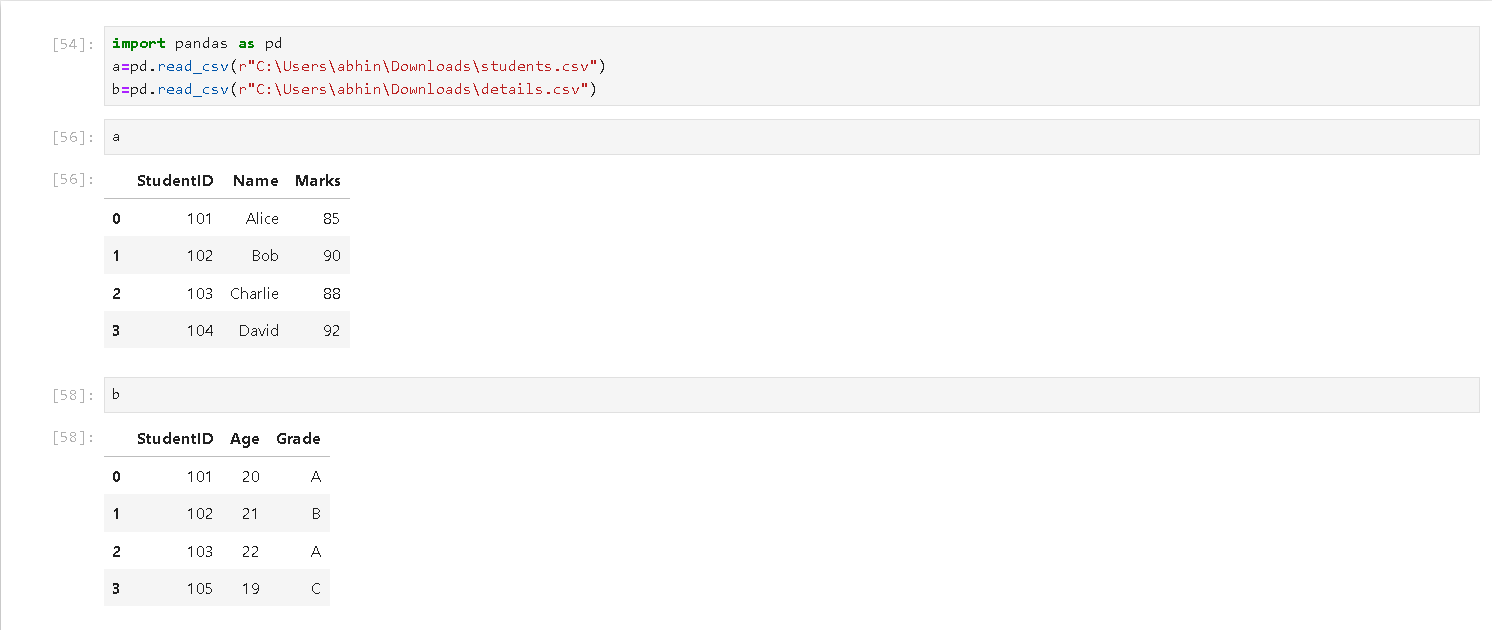 [54]: import pandas as pd
a=pd.read_csv(r"C:\Users\abhin\Downloads\students.csv")
b=pd.read_csv(r"C:\Users\abhin\Downloads\details.csv")
[56]: a
[56]: StudentID Name Marks
0 101 Alice 85
1 102 Bob 90
2 103 Charlie 88
3 104 David 92
[58]: b
[58]: StudentID Age Grade
0 101 20 A
1 102 21 B
2 103 22 A
3 105 19 C